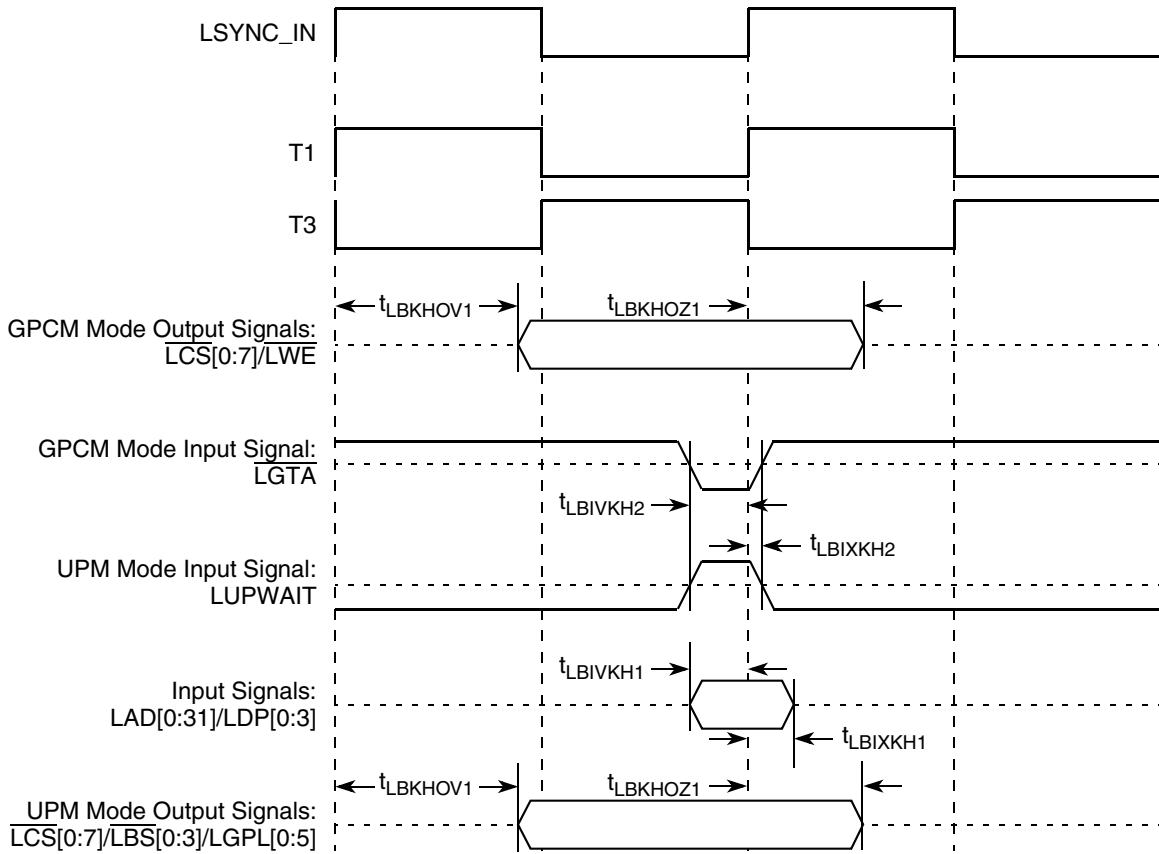 LSYNC_IN
T1
T3
tLBKHOV1
tLBKHOZ1
GPCM Mode Output Signals:
LCS[0:7]/LWE
GPCM Mode Input Signal:
LGTA
tLBIVKH2
tLBIXKH2
UPM Mode Input Signal:
LUPWAIT
tLBIVKH1
Input Signals:
LAD[0:31]/LDP[0:3]
tLBIXKH1
tLBKHOV1
tLBKHOZ1
UPM Mode Output Signals:
LCS[0:7]/LBS[0:3]/LGPL[0:5]